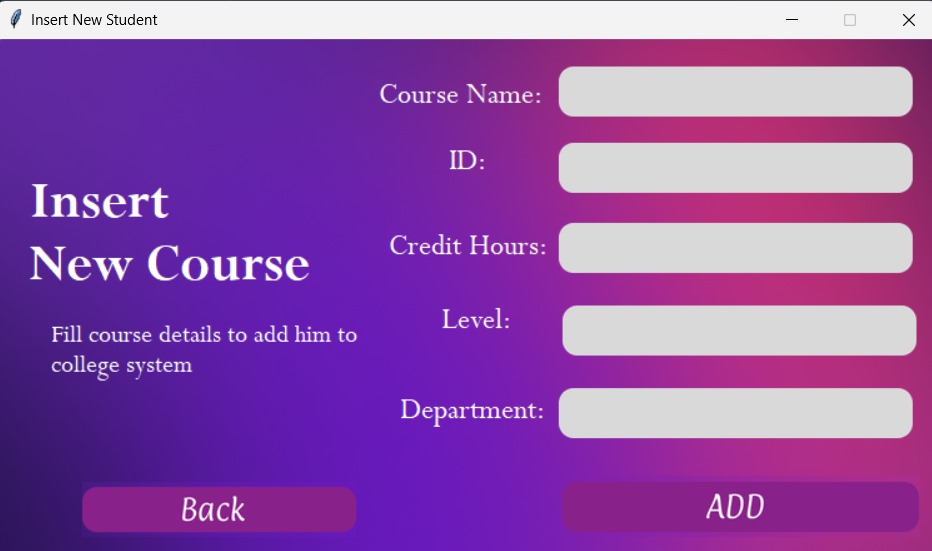 Insert New Student
Course Name:
ID:
Insert
New Course
Credit Hours:
Fill course details to add him to
college system
Level:
Department:
Back
ADD